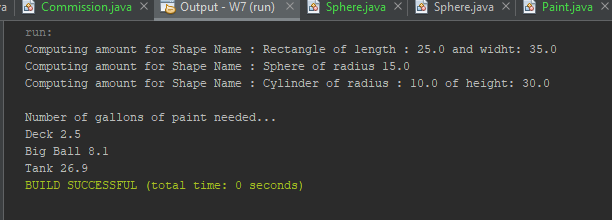 a Commission.java Output - W7 (run) Sphere.java Sphere.java Paint.java
run:
Computing amount for Shape Name : Rectangle of length : 25.0 and widht: 35.0
Computing amount for Shape Name : Sphere of radius 15.0
Computing amount for Shape Name : Cylinder of radius : 10.0 of height: 30.0
Number of gallons of paint needed...
Deck 2.5
Big Ball 8.1
Tank 26.9
BUILD SUCCESSFUL (total time: 0 seconds)